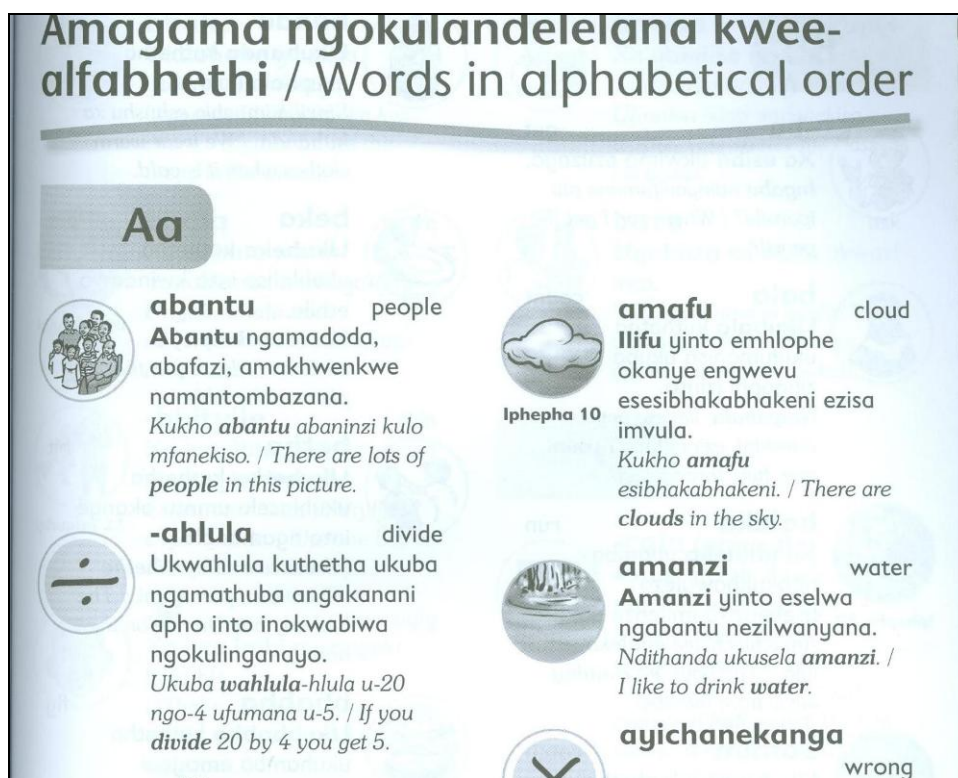 Amagama ngokulandelelana kwee-
alfabhethi / Words in alphabetical order
Aa
abantu people
Abantu ngamadoda,
abafazi, amakhwenkwe
namantombazana.
Kukho abantu abaninzi kulo
mfanekiso. / There are lots of
people in this picture.
-ahlula divide
Ukwahlula kuthetha ukuba
ngamathuba angakanani
apho into inokwabiwa
ngokulinganayo.
Ukuba wahlula-hlula u-20
ngo-4 ufumana u-5. / If you
divide 20 by 4 you get 5.
amafu cloud
Ilifu yinto emhlophe
okanye engwevu
esesibhakabhakeni ezisa
imvula.
Iphepha 10
Kukho amafu
esibhakabhakeni. / There are
clouds in the sky.
amanzi water
Amanzi yinto eselwa
ngabantu nezilwanyana.
Ndithanda ukusela amanzi. /
I like to drink water.
ayichanekanga
wrong